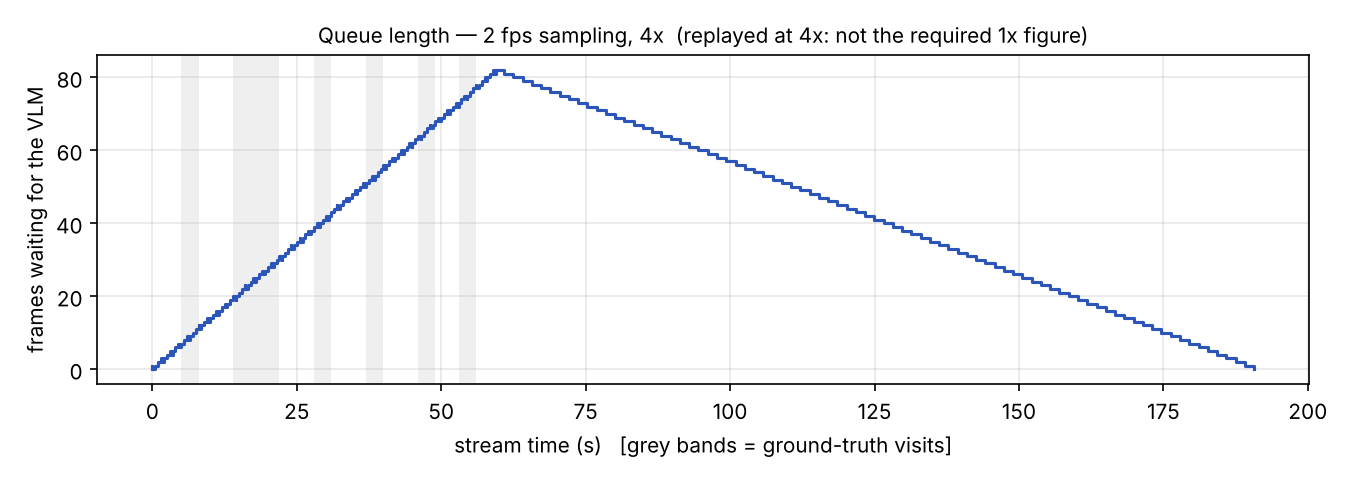 Queue length — 2 fps sampling, 4x  (replayed at 4x: not the required 1x figure)
frames waiting for the VLM
80
60
40
20
0
0 25 50 75 100 125 150 175 200
stream time (s)   [grey bands = ground-truth visits]